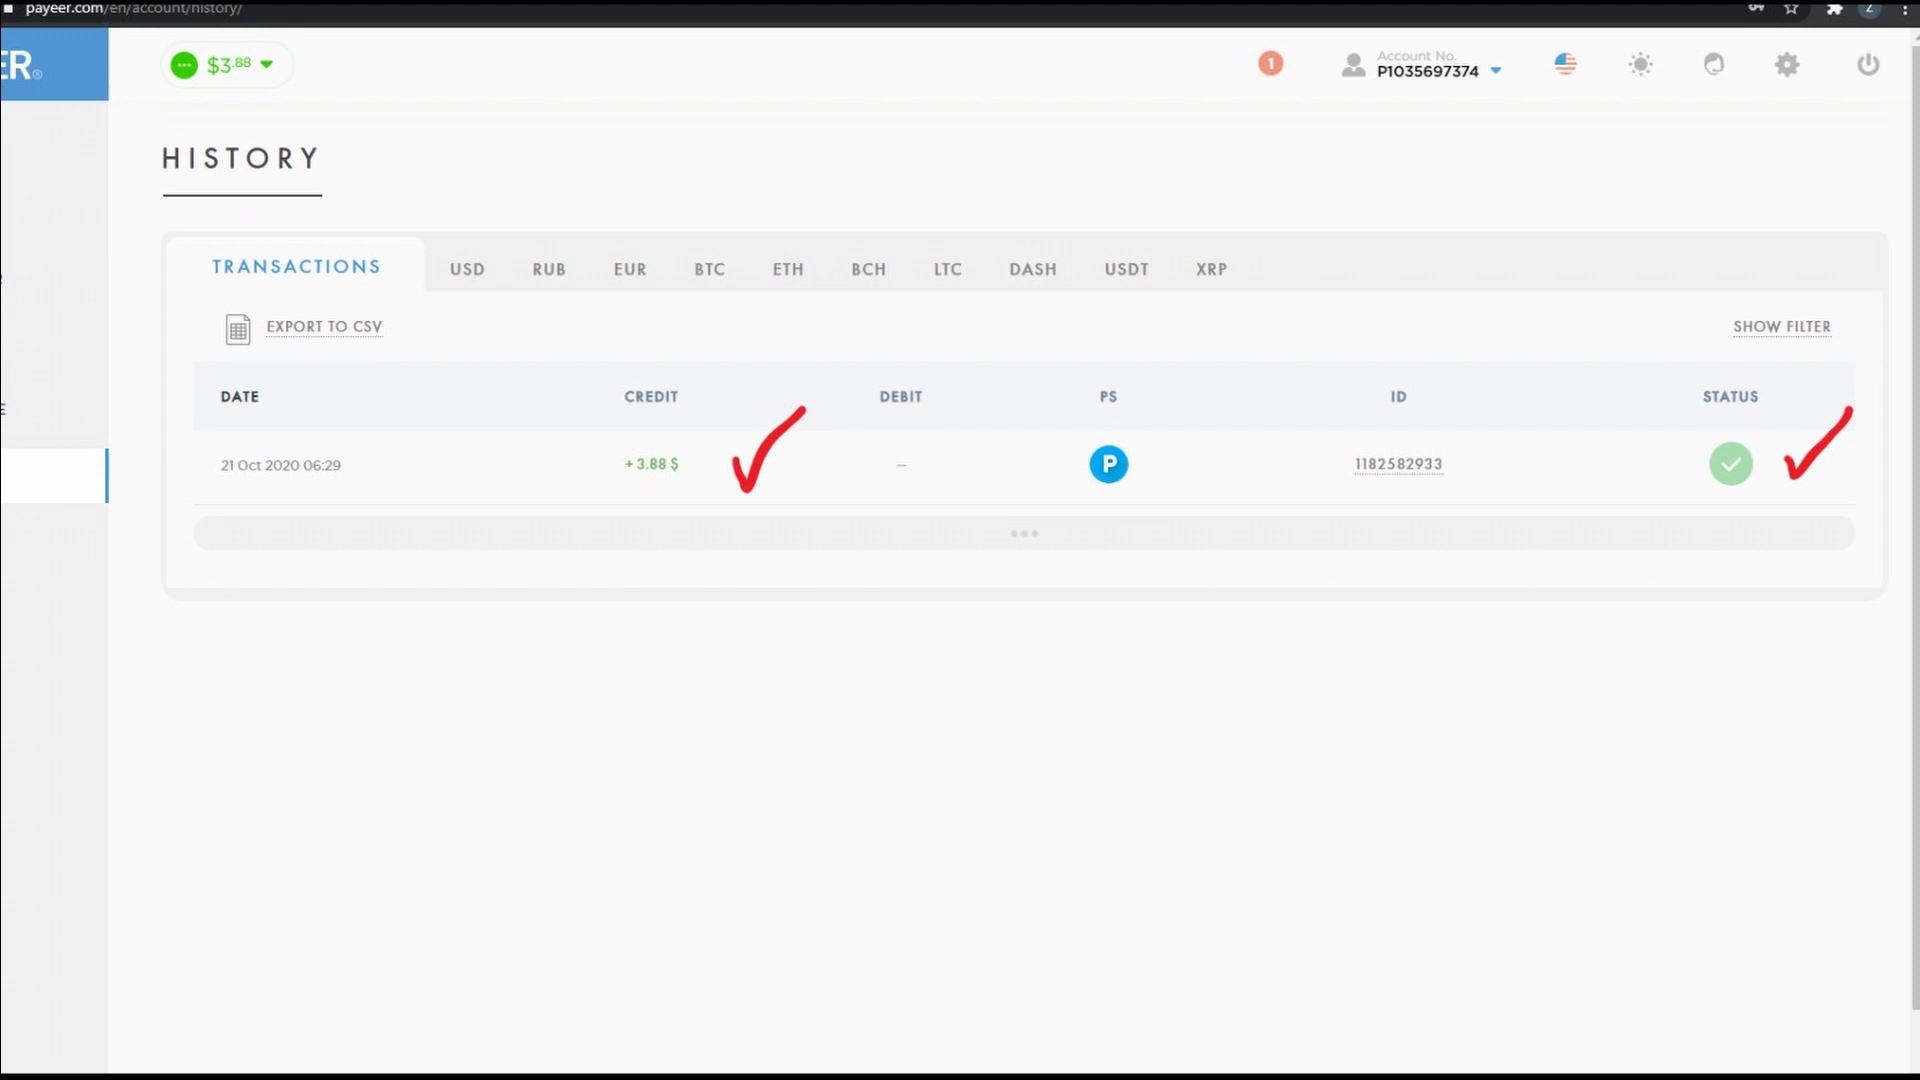 payeer.com/en/account/history/
ER®
$3.88
1
Account No.
P1035697374
HISTORY
TRANSACTIONS USD RUB EUR BTC ETH BCH LTC DASH USDT XRP
EXPORT TO CSV
SHOW FILTER
DATE CREDIT DEBIT PS ID STATUS
21 Oct 2020 06:29 + 3.88 $ -- P 1182582933
E
Z